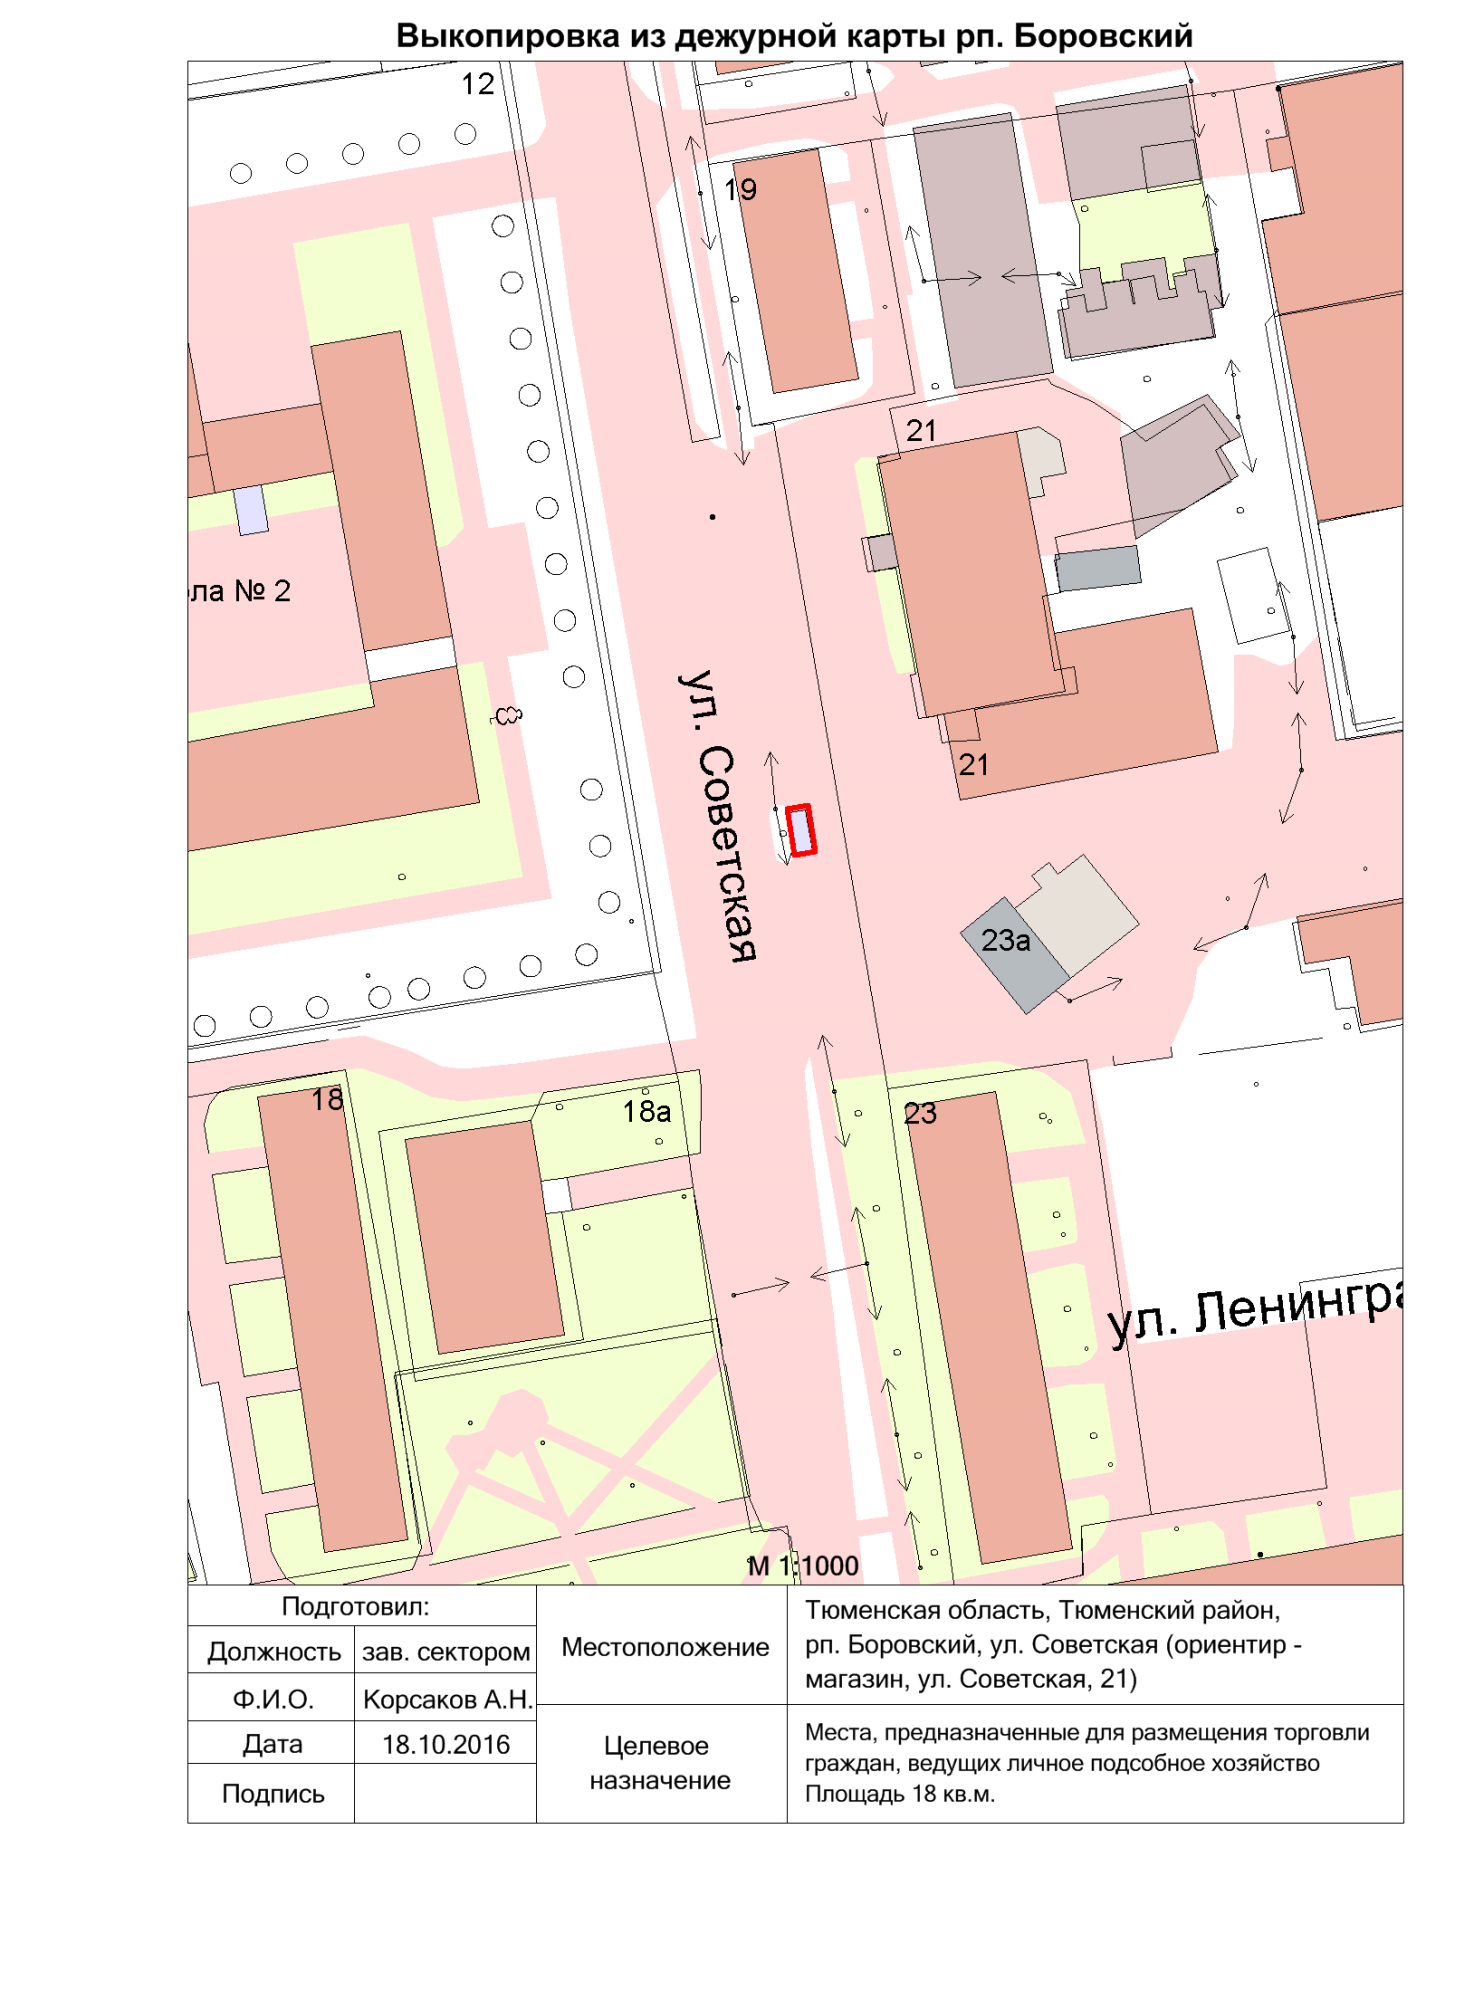 Выкопировка из дежурной карты рп. Боровский
12
19
21
ла № 2
ул. Советская
21
23а
18
18а
23
ул. Ленингра
М 1:1000
Подготовил:
Должность зав. сектором
Ф.И.О. Корсаков А.Н.
Дата 18.10.2016
Подпись
Местоположение
Тюменская область, Тюменский район,
рп. Боровский, ул. Советская (ориентир -
магазин, ул. Советская, 21)
Целевое
назначение
Места, предназначенные для размещения торговли
граждан, ведущих личное подсобное хозяйство
Площадь 18 кв.м.